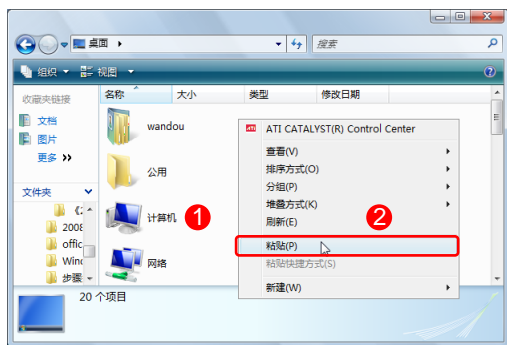 桌面
搜索
组织 视图
收藏夹链接
文档
图片
更多 >>
文件夹
2008
offic
Wind
步骤
名称 大小 类型 修改日期
wandou
公用
计算机
网络
1
ATI CATALYST(R) Control Center
查看(V)
排序方式(O)
分组(P)
堆叠方式(K)
刷新(E)
2
粘贴(P)
粘贴快捷方式(S)
新建(W)
20 个项目